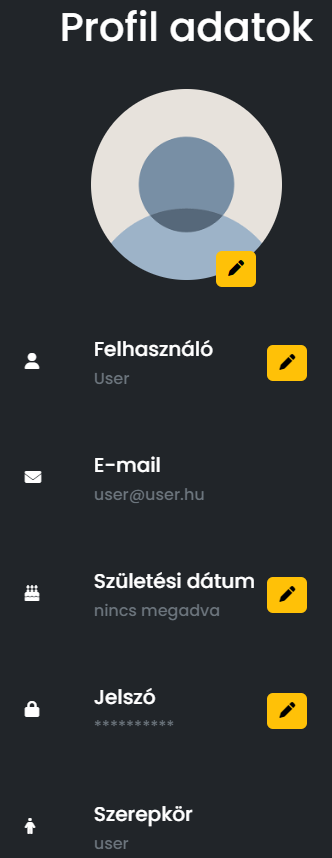 Profil adatok
Felhasználó
User
E-mail
user@user.hu
Születési dátum
nincs megadva
Jelszó
**********
Szerepkör
user